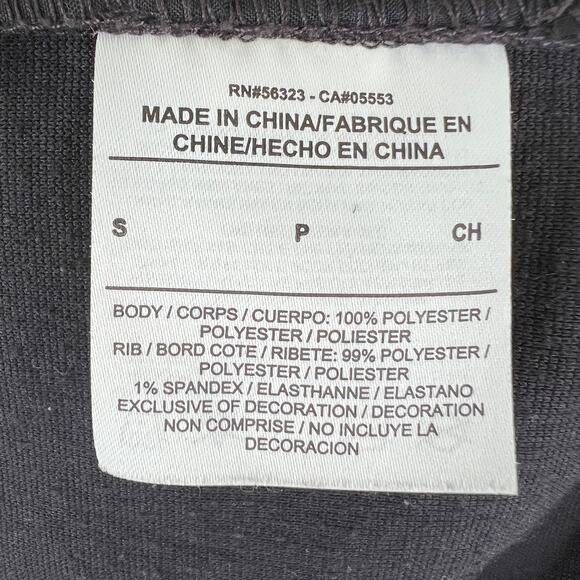 RN#56323 - CA#05553
MADE IN CHINA/FABRIQUE EN
CHINE/HECHO EN CHINA
S P CH
BODY / CORPS / CUERPO: 100% POLYESTER /
POLYESTER / POLIESTER
RIB / BORD COTE / RIBETE: 99% POLYESTER /
POLYESTER / POLIESTER
1% SPANDEX / ELASTHANNE / ELASTANO
EXCLUSIVE OF DECORATION / DECORATION
NON COMPRISE / NO INCLUYE LA
DECORACION